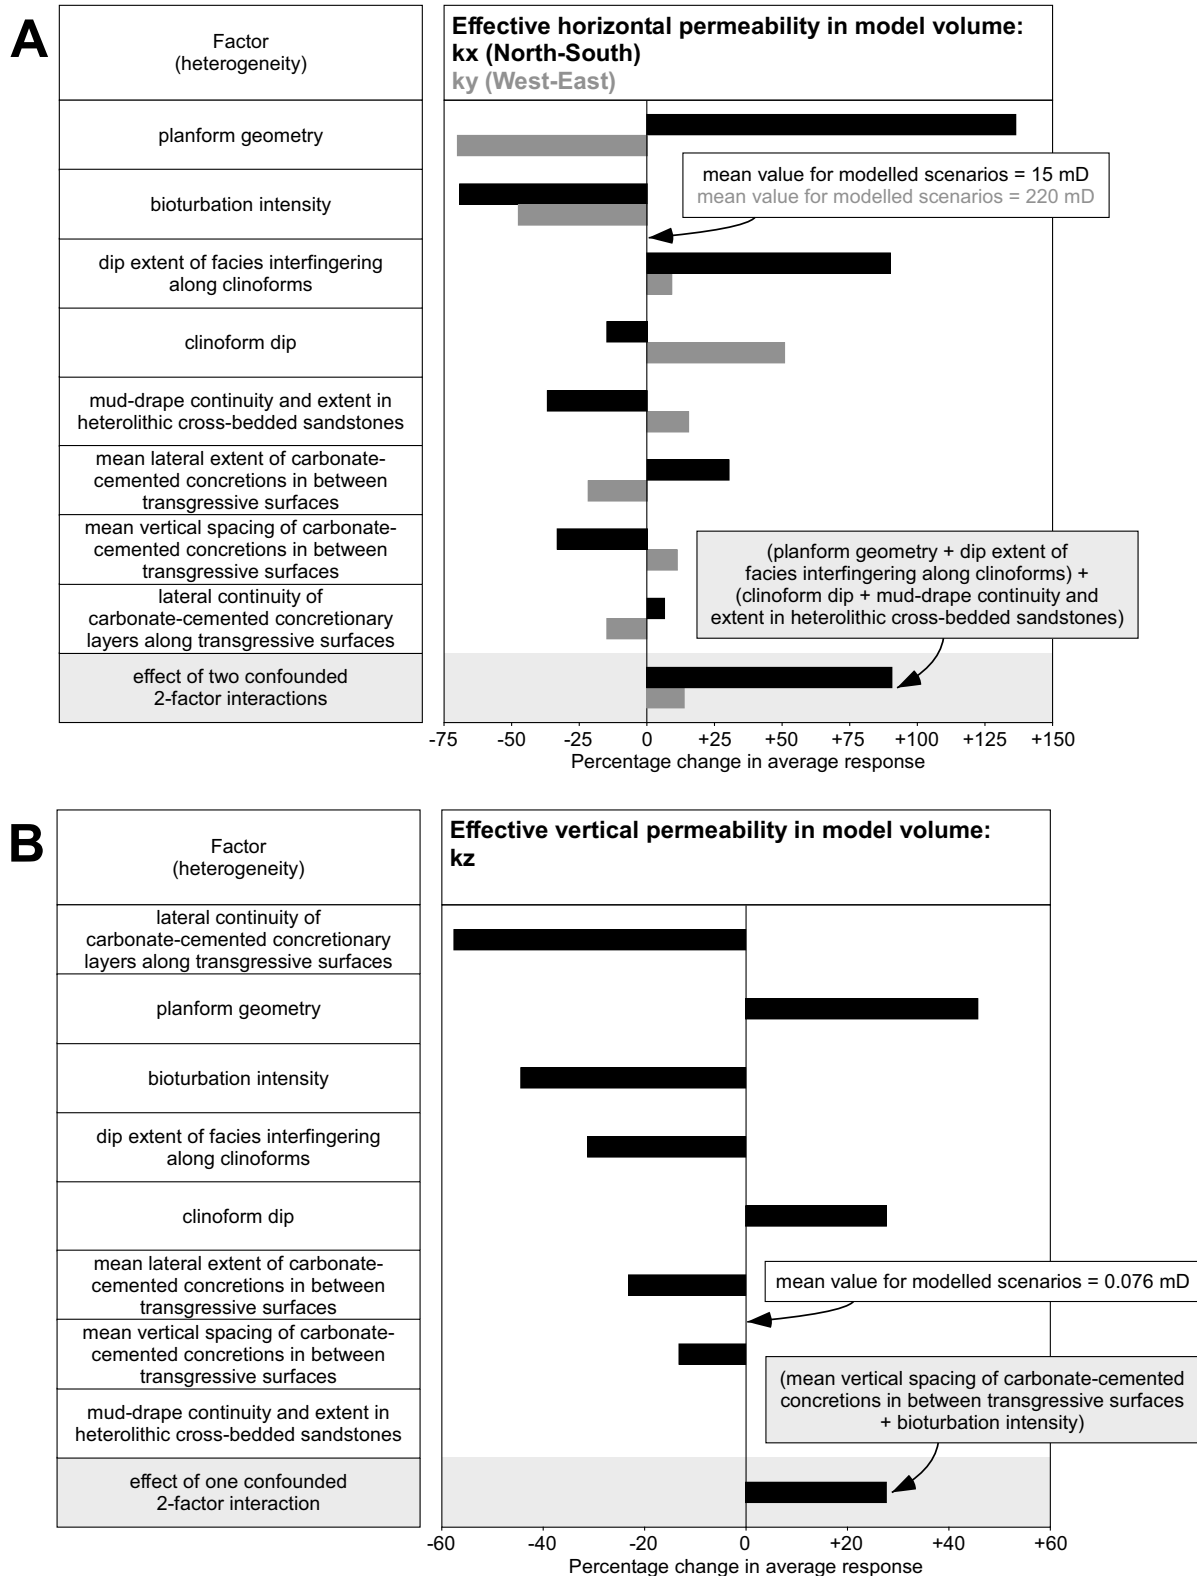 A
Factor
(heterogeneity)
Effective horizontal permeability in model volume:
kx (North-South)
ky (West-East)
planform geometry
mean value for modelled scenarios = 15 mD
mean value for modelled scenarios = 220 mD
bioturbation intensity
dip extent of facies interfingering
along clinoforms
clinoform dip
mud-drape continuity and extent in
heterolithic cross-bedded sandstones
mean lateral extent of carbonate-
cemented concretions in between
transgressive surfaces
mean vertical spacing of carbonate-
cemented concretions in between
transgressive surfaces
(planform geometry + dip extent of
facies interfingering along clinoforms) +
(clinoform dip + mud-drape continuity and
extent in heterolithic cross-bedded sandstones)
lateral continuity of
carbonate-cemented concretionary
layers along transgressive surfaces
effect of two confounded
2-factor interactions
-75 -50 -25 0 +25 +50 +75 +100 +125 +150
Percentage change in average response
B
Factor
(heterogeneity)
Effective vertical permeability in model volume:
kz
lateral continuity of
carbonate-cemented concretionary
layers along transgressive surfaces
planform geometry
bioturbation intensity
dip extent of facies interfingering
along clinoforms
clinoform dip
mean lateral extent of carbonate-
cemented concretions in between
transgressive surfaces
mean value for modelled scenarios = 0.076 mD
mean vertical spacing of carbonate-
cemented concretions in between
transgressive surfaces
(mean vertical spacing of carbonate-cemented
concretions in between transgressive surfaces
+ bioturbation intensity)
mud-drape continuity and extent in
heterolithic cross-bedded sandstones
effect of one confounded
2-factor interaction
-60 -40 -20 0 +20 +40 +60
Percentage change in average response